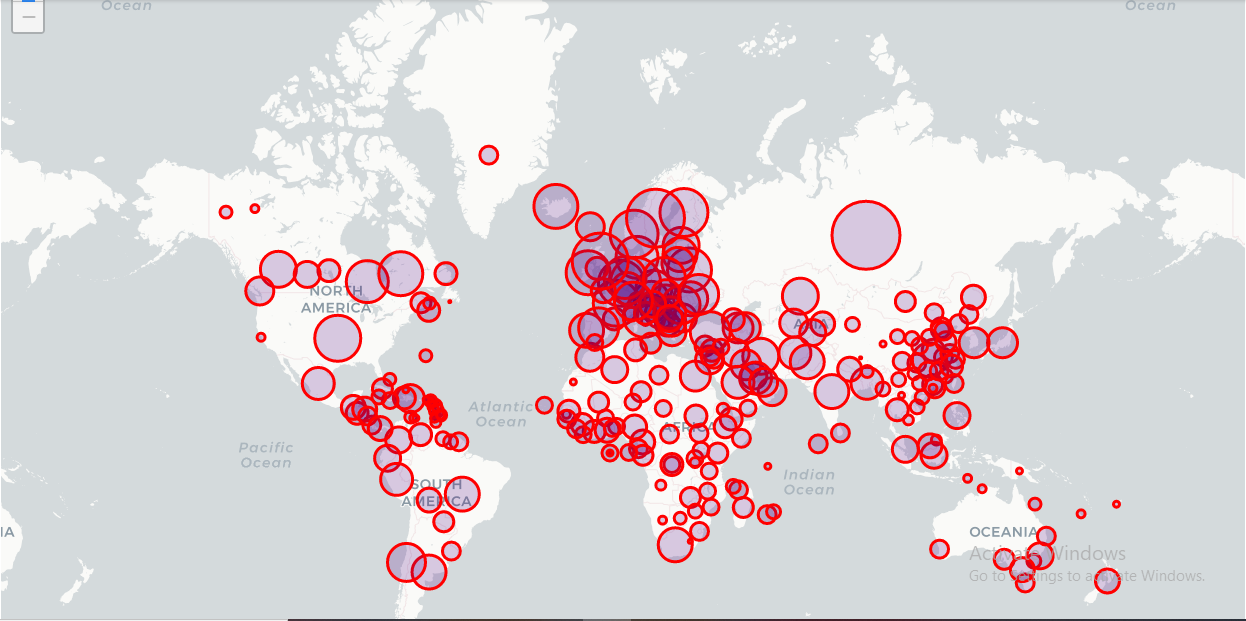 Ocean
Ocean
−
NORTH
AMERICA
ASIA
Atlantic
Ocean
AFRICA
Pacific
Ocean
Indian
Ocean
SOUTH
AMERICA
IA
OCEANIA
Activate Windows
Go to Settings to activate Windows.